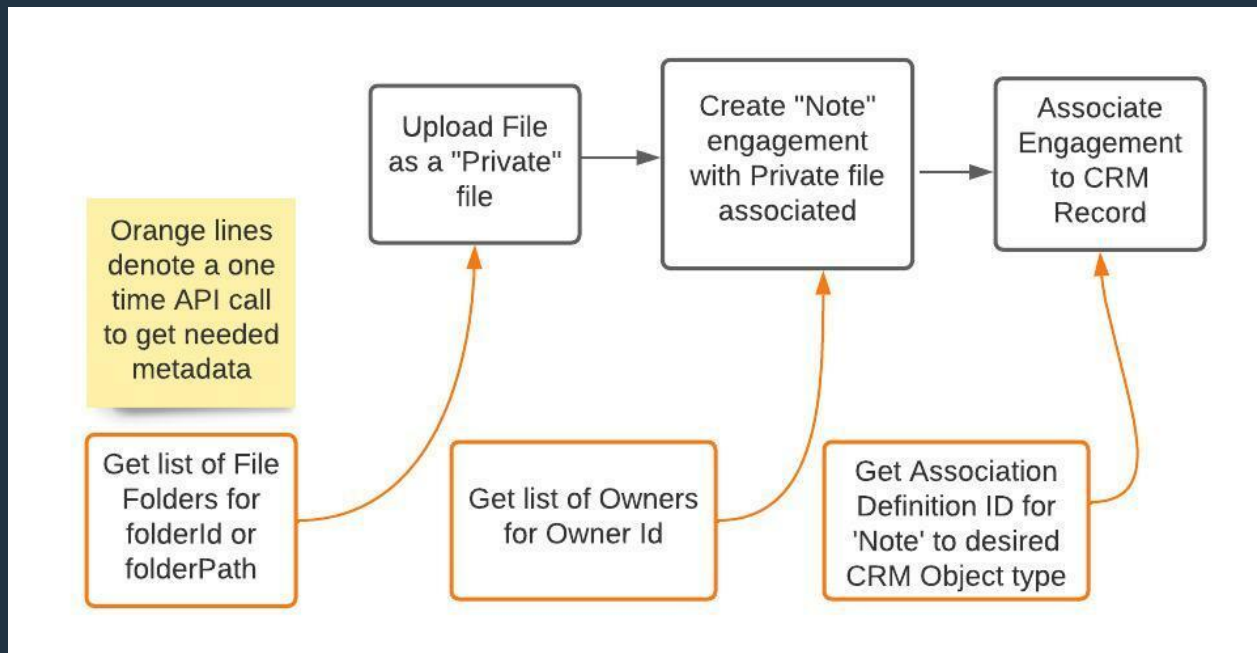 Upload File
as a "Private"
file
Create "Note"
engagement
with Private file
associated
Associate
Engagement
to CRM
Record
Orange lines
denote a one
time API call
to get needed
metadata
Get list of File
Folders for
folderId or
folderPath
Get list of Owners
for Owner Id
Get Association
Definition ID for
'Note' to desired
CRM Object type